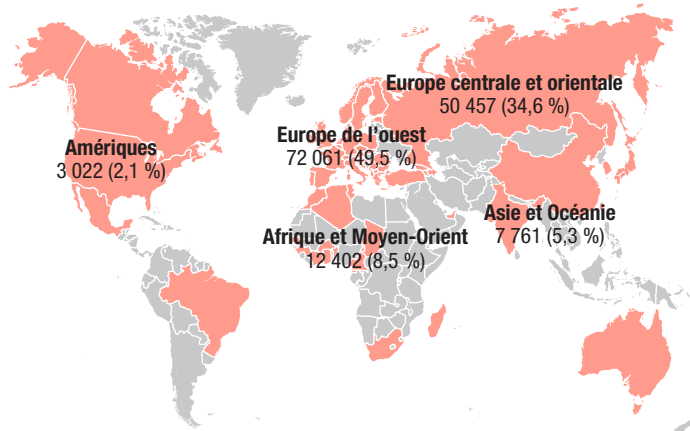 Europe centrale et orientale
50 457 (34,6 %)
Europe de l'ouest
72 061 (49,5 %)
Amériques
3 022 (2,1 %)
Asie et Océanie
7 761 (5,3 %)
Afrique et Moyen-Orient
12 402 (8,5 %)